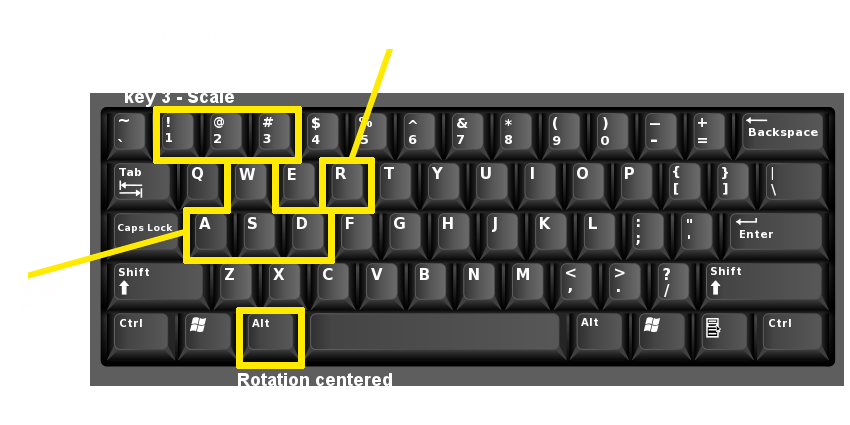 key 3 - Scale
~ ! @ # $ % ^ & * ( ) _ + Backspace
` 1 2 3 4 5 6 7 8 9 0 - =
Tab Q W E R T Y U I O P { } |
[ ] \
Caps Lock A S D F G H J K L : " Enter
; '
Shift Z X C V B N M < > ? Shift
, . /
Ctrl Alt Alt Ctrl
Rotation centered